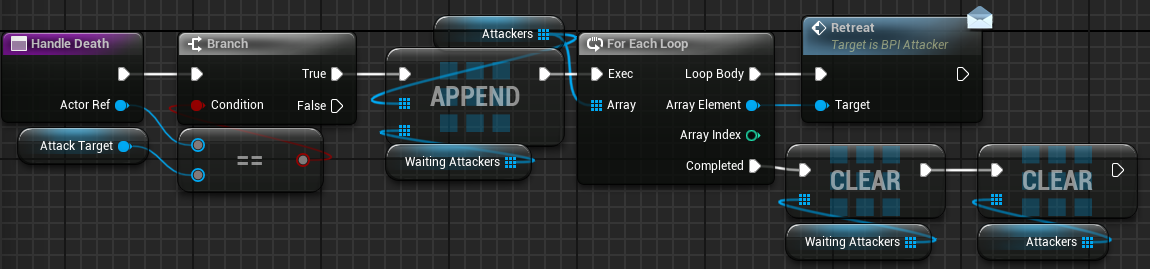 Handle Death
Actor Ref
Attack Target
Branch
True
Condition
False
==
Attackers
APPEND
Waiting Attackers
For Each Loop
Exec
Loop Body
Array
Array Element
Array Index
Completed
Retreat
Target is BPI Attacker
Target
CLEAR
Waiting Attackers
CLEAR
Attackers